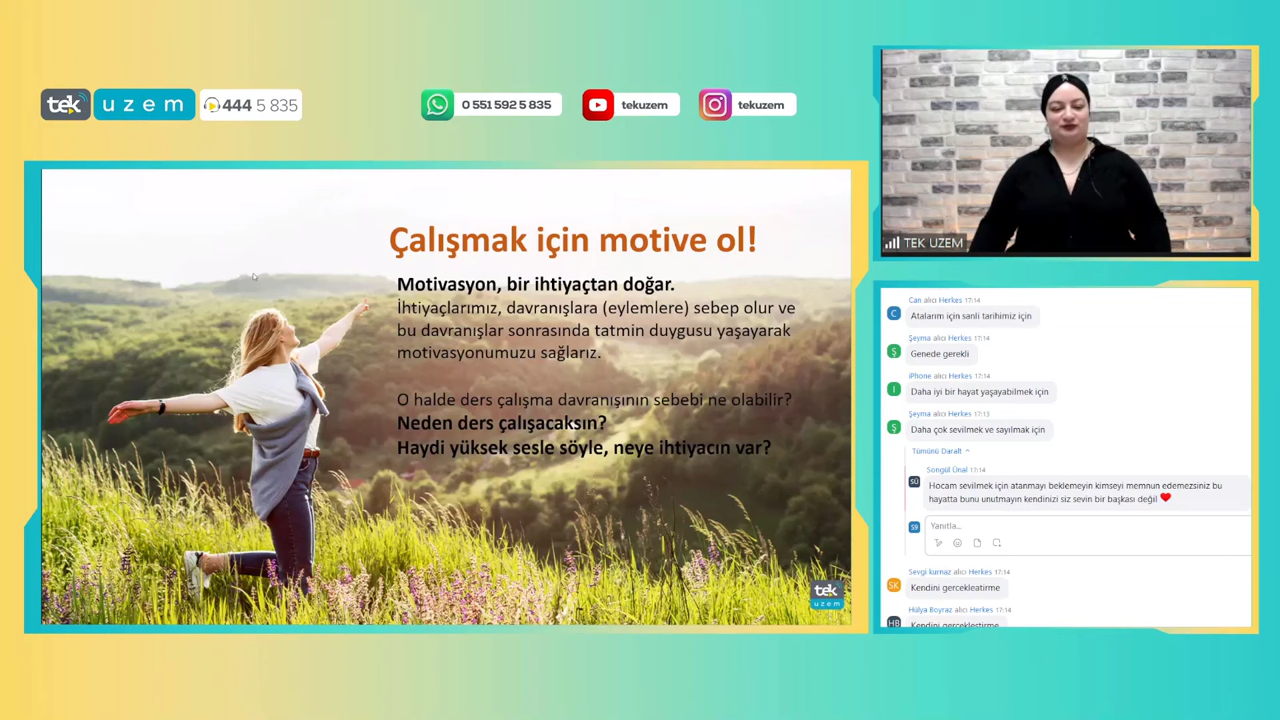 tek
uzem
444 5 835
0 551 592 5 835
tekuzem
tekuzem
Çalışmak için motive ol!
Motivasyon, bir ihtiyaçtan doğar.
İhtiyaçlarımız, davranışlara (eylemlere) sebep olur ve
bu davranışlar sonrasında tatmin duygusu yaşayarak
motivasyonumuzu sağlarız.
O halde ders çalışma davranışının sebebi ne olabilir?
Neden ders çalışacaksın?
Haydi yüksek sesle söyle, neye ihtiyacın var?
tek
uzem
TEK UZEM
Can alıcı Herkes 17:14
C
Atalarım için sanli tarihimiz için
Şeyma alıcı Herkes 17:14
Ş
Genede gerekli
iPhone alıcı Herkes 17:14
I
Daha iyi bir hayat yaşayabilmek için
Şeyma alıcı Herkes 17:13
Ş
Daha çok sevilmek ve sayılmak için
Tümünü Daralt
Songül Ünal 17:14
SÜ
Hocam sevilmek için atanmayı beklemeyin kimseyi memnun edemezsiniz bu
hayatta bunu unutmayın kendinizi siz sevin bir başkası değil
Yanıtla...
Sevgi kurnaz alıcı Herkes 17:14
SK
Kendini gercekleatirme
Hülya Boyraz alıcı Herkes 17:14
HB
Kendini gerceklestirme